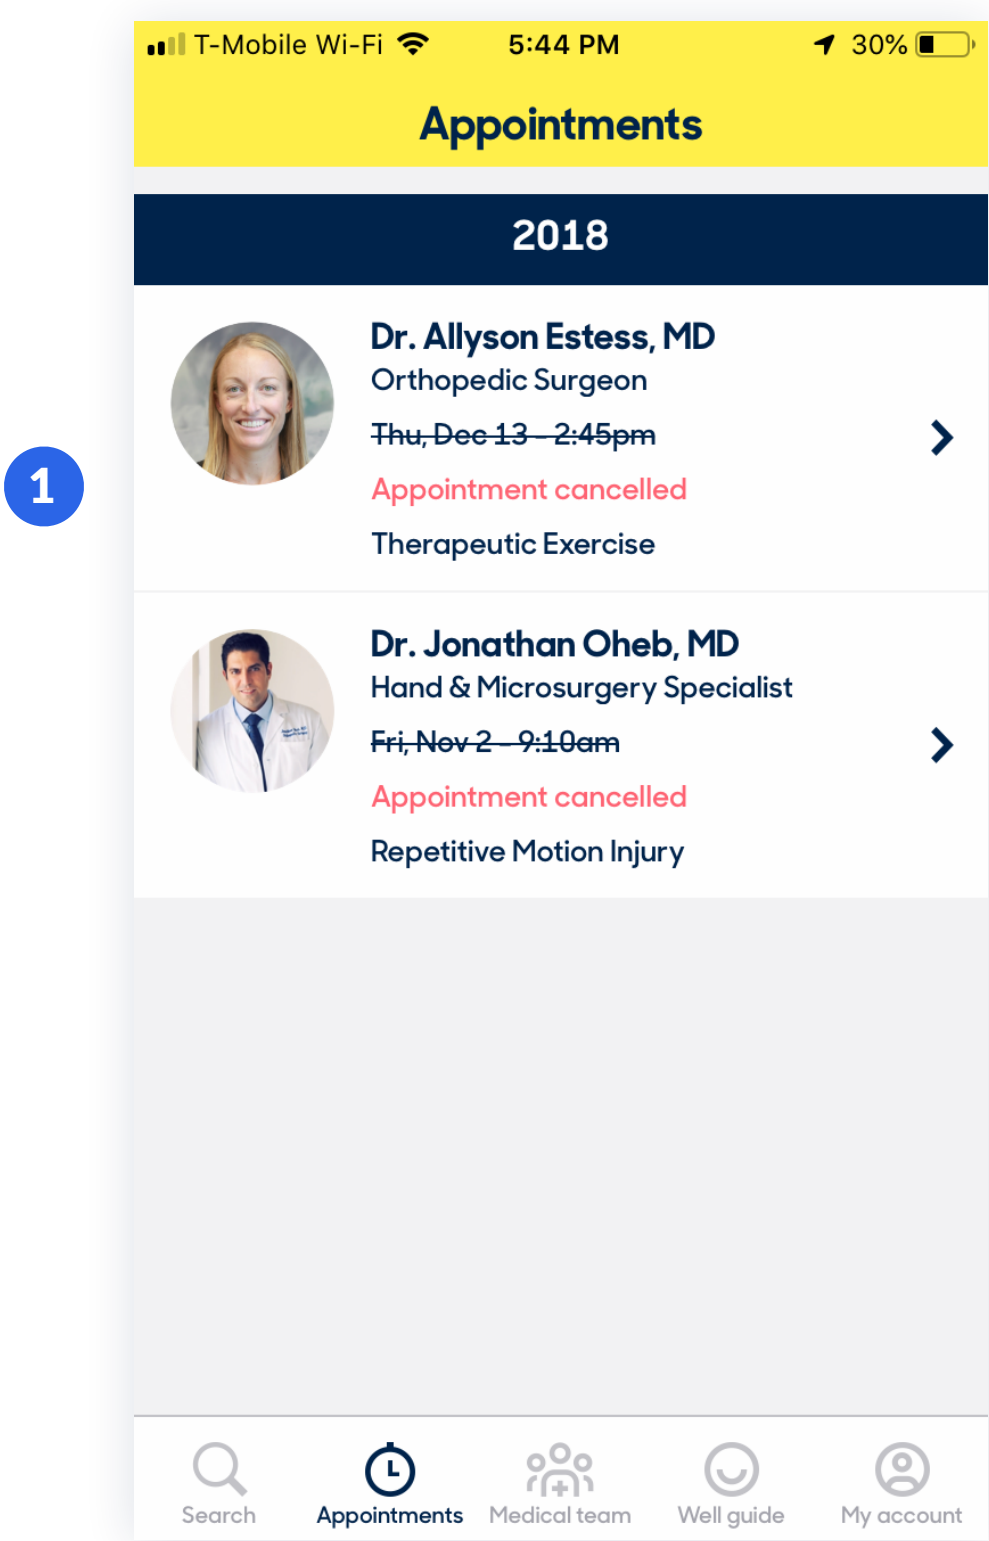 T-Mobile Wi-Fi 5:44 PM 30%
Appointments
2018
Dr. Allyson Estess, MD
Orthopedic Surgeon
Thu, Dec 13 - 2:45pm
Appointment cancelled
Therapeutic Exercise
1
Dr. Jonathan Oheb, MD
Hand & Microsurgery Specialist
Fri, Nov 2 - 9:10am
Appointment cancelled
Repetitive Motion Injury
Search Appointments Medical team Well guide My account